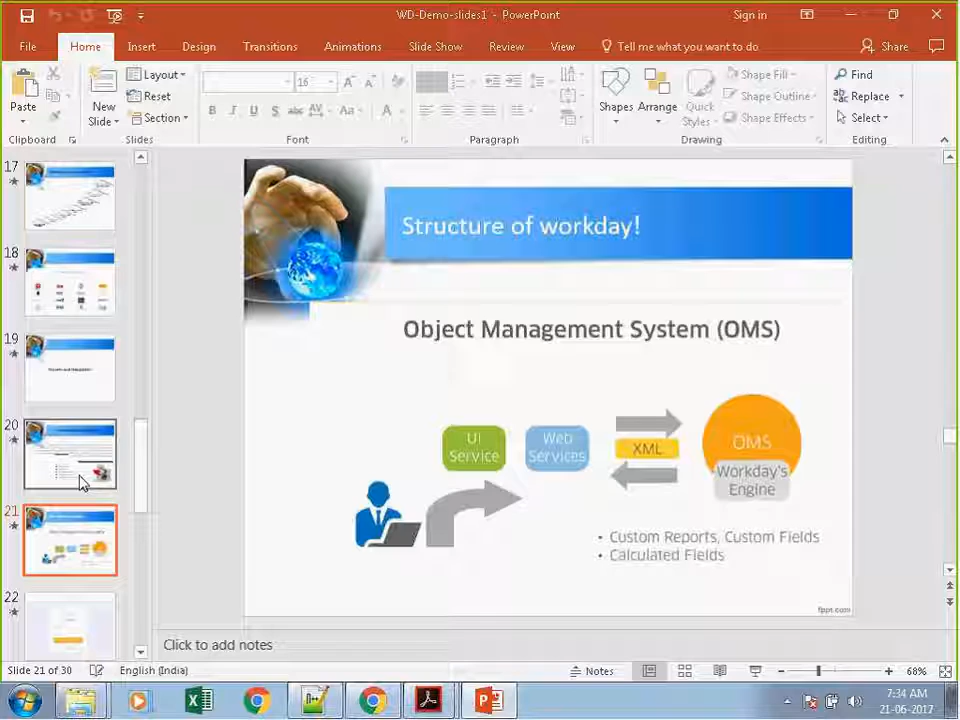 WD-Demo-slides1 - PowerPoint
Sign in
File Home Insert Design Transitions Animations Slide Show Review View Tell me what you want to do Share
Paste
New Slide
Layout
Reset
Section
16
B I U S abc AV Aa A
Shapes Arrange Quick Styles
Shape Fill
Shape Outline
Shape Effects
Find
Replace
Select
Clipboard Slides Font Paragraph Drawing Editing
17
18
19
20
21
22
Structure of workday!
Object Management System (OMS)
UI Service
Web Services
XML
OMS
Workday's Engine
• Custom Reports, Custom Fields
• Calculated Fields
fppt.com
Click to add notes
Slide 21 of 30 English (India) Notes 68%
7:34 AM
21-06-2017